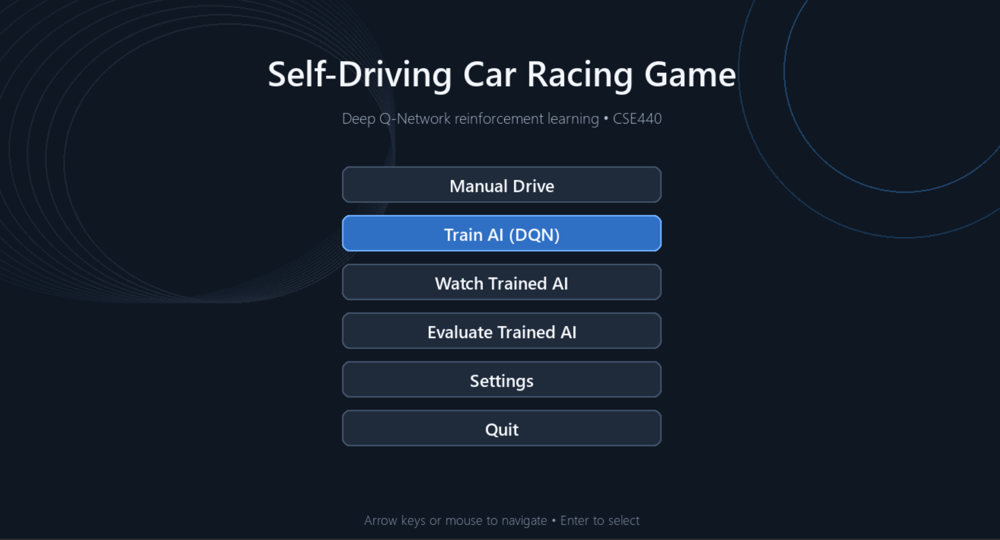 Self-Driving Car Racing Game
Deep Q-Network reinforcement learning • CSE440
Manual Drive
Train AI (DQN)
Watch Trained AI
Evaluate Trained AI
Settings
Quit
Arrow keys or mouse to navigate • Enter to select